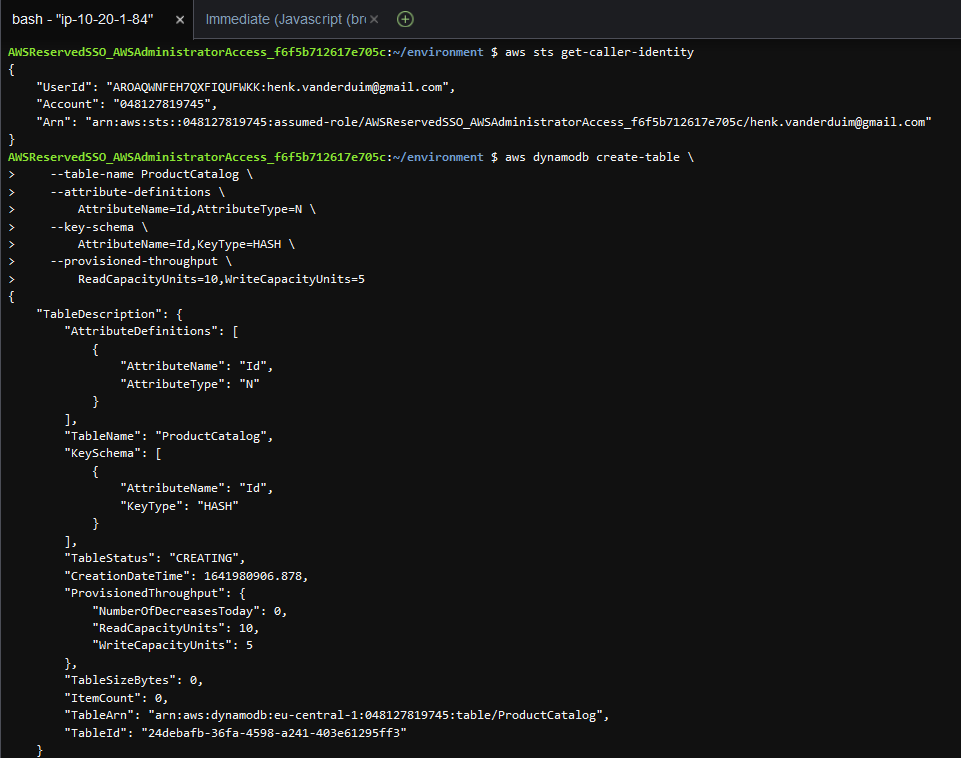 bash - "ip-10-20-1-84" × Immediate (Javascript (bro ×
AWSReservedSSO_AWSAdministratorAccess_f6f5b712617e705c:~/environment $ aws sts get-caller-identity
{
    "UserId": "AROAQWNFEH7QXFIQUFWKK:henk.vanderduim@gmail.com",
    "Account": "048127819745",
    "Arn": "arn:aws:sts::048127819745:assumed-role/AWSReservedSSO_AWSAdministratorAccess_f6f5b712617e705c/henk.vanderduim@gmail.com"
}
AWSReservedSSO_AWSAdministratorAccess_f6f5b712617e705c:~/environment $ aws dynamodb create-table \
>     --table-name ProductCatalog \
>     --attribute-definitions \
>         AttributeName=Id,AttributeType=N \
>     --key-schema \
>         AttributeName=Id,KeyType=HASH \
>     --provisioned-throughput \
>         ReadCapacityUnits=10,WriteCapacityUnits=5
{
    "TableDescription": {
        "AttributeDefinitions": [
            {
                "AttributeName": "Id",
                "AttributeType": "N"
            }
        ],
        "TableName": "ProductCatalog",
        "KeySchema": [
            {
                "AttributeName": "Id",
                "KeyType": "HASH"
            }
        ],
        "TableStatus": "CREATING",
        "CreationDateTime": 1641980906.878,
        "ProvisionedThroughput": {
            "NumberOfDecreasesToday": 0,
            "ReadCapacityUnits": 10,
            "WriteCapacityUnits": 5
        },
        "TableSizeBytes": 0,
        "ItemCount": 0,
        "TableArn": "arn:aws:dynamodb:eu-central-1:048127819745:table/ProductCatalog",
        "TableId": "24debafb-36fa-4598-a241-403e61295ff3"
    }